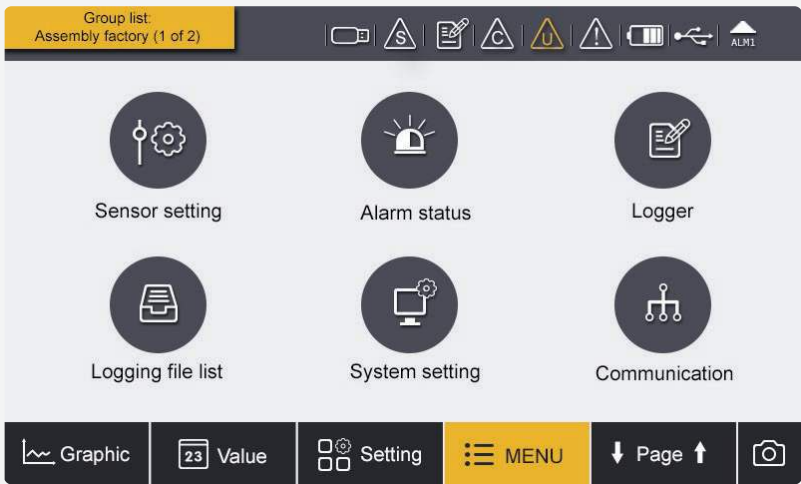 Group list:
Assembly factory (1 of 2)
S
C
U
!
ALM1
Sensor setting
Alarm status
Logger
Logging file list
System setting
Communication
Graphic
23 Value
Setting
MENU
Page